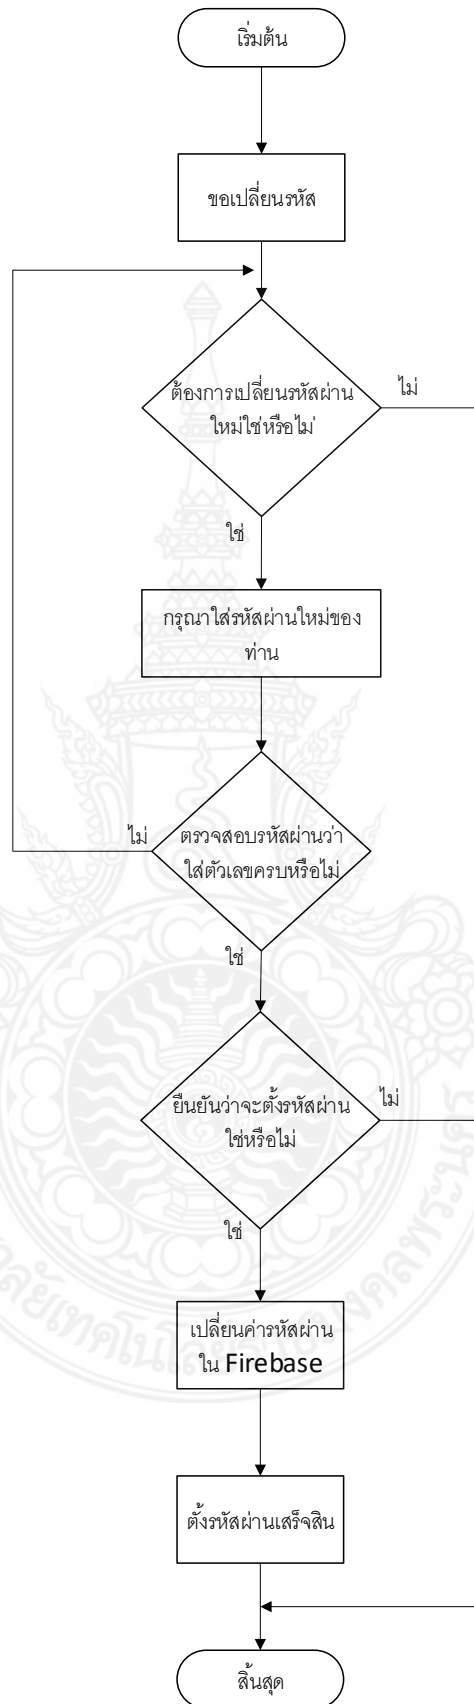 เริ่มต้น
ขอเปลี่ยนรหัส
ต้องการเปลี่ยนรหัสผ่าน
ใหม่ใช่หรือไม่
ไม่
ใช่
กรุณาใส่รหัสผ่านใหม่ของ
ท่าน
ไม่
ตรวจสอบรหัสผ่านว่า
ใส่ตัวเลขครบหรือไม่
ใช่
ยืนยันว่าจะตั้งรหัสผ่าน
ใช่หรือไม่
ไม่
ใช่
เปลี่ยนค่ารหัสผ่าน
ใน Firebase
ตั้งรหัสผ่านเสร็จสิน
สิ้นสุด